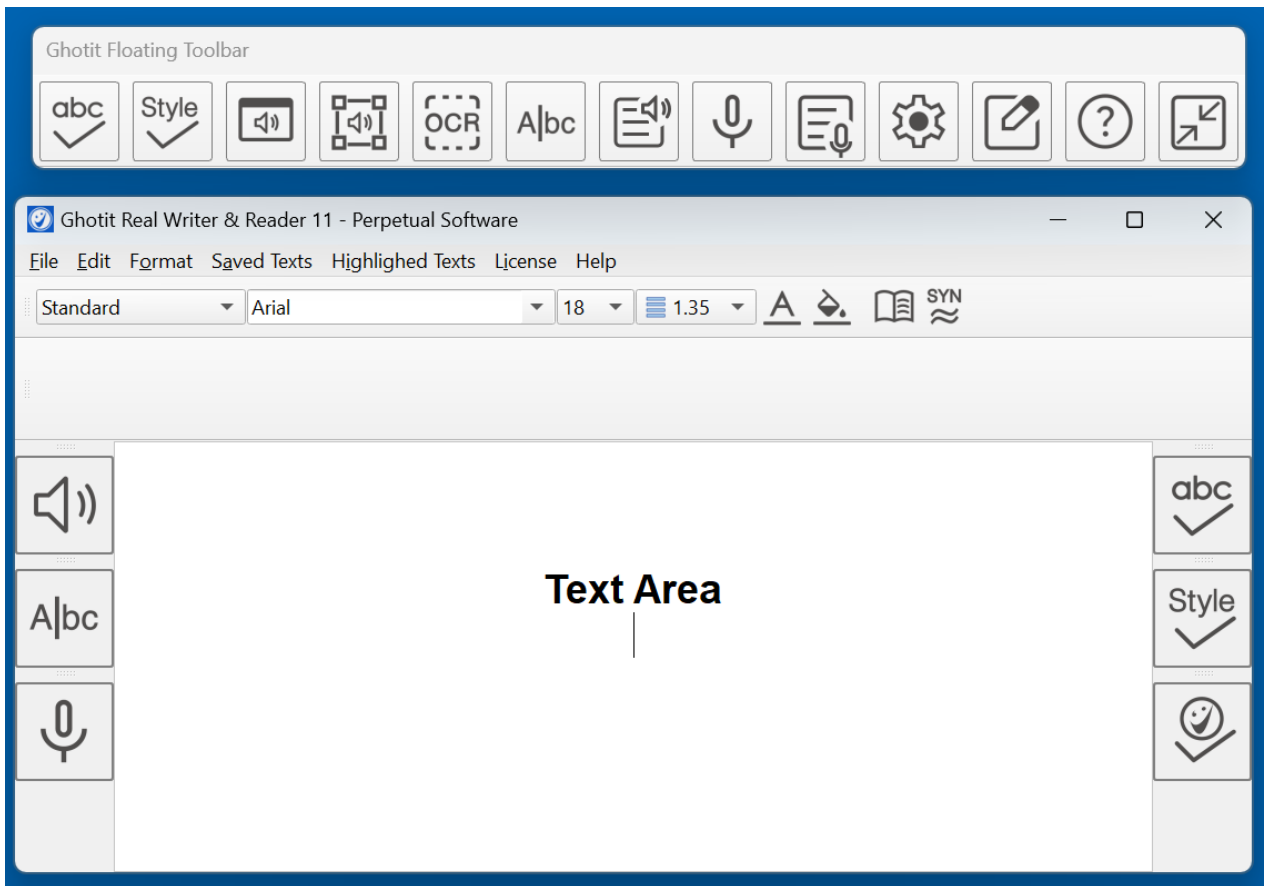 Ghotit Floating Toolbar
abc Style OCR A|bc ?
Ghotit Real Writer & Reader 11 - Perpetual Software
File Edit Format Saved Texts Highlighed Texts License Help
Standard Arial 18 1.35 A SYN
abc
Text Area
Style
A|bc